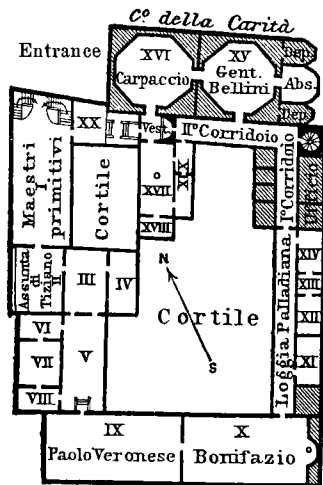 C.º della Carità
Entrance
XVI
Carpaccio
XV
Gent.
Bellini
Dep.
Abs.
Dep.
XX
Vest.
IIº Corridoio
Iº Corridoio
Ufficio
Maestri
I
primitivi
Cortile
XVII
XIX
XVIII
Assunta
di
Tiziano
II
III
IV
N
S
Cortile
Loggia Palladiana
XIV
XIII
XII
XI
VI
VII
VIII
V
IX
Paolo Veronese
X
Bonifazio